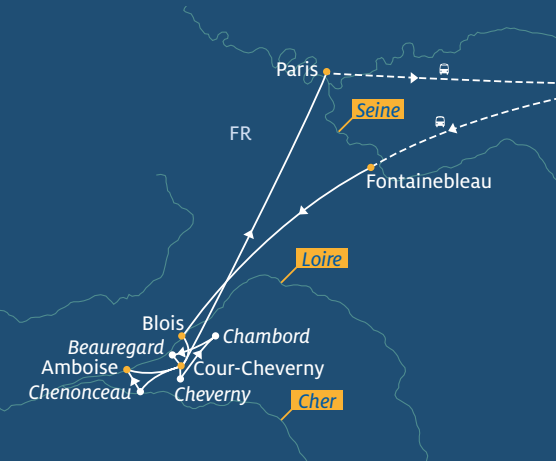 Paris
Seine
FR
Fontainebleau
Loire
Blois
Chambord
Beauregard
Amboise
Cour-Cheverny
Chenonceau
Cheverny
Cher